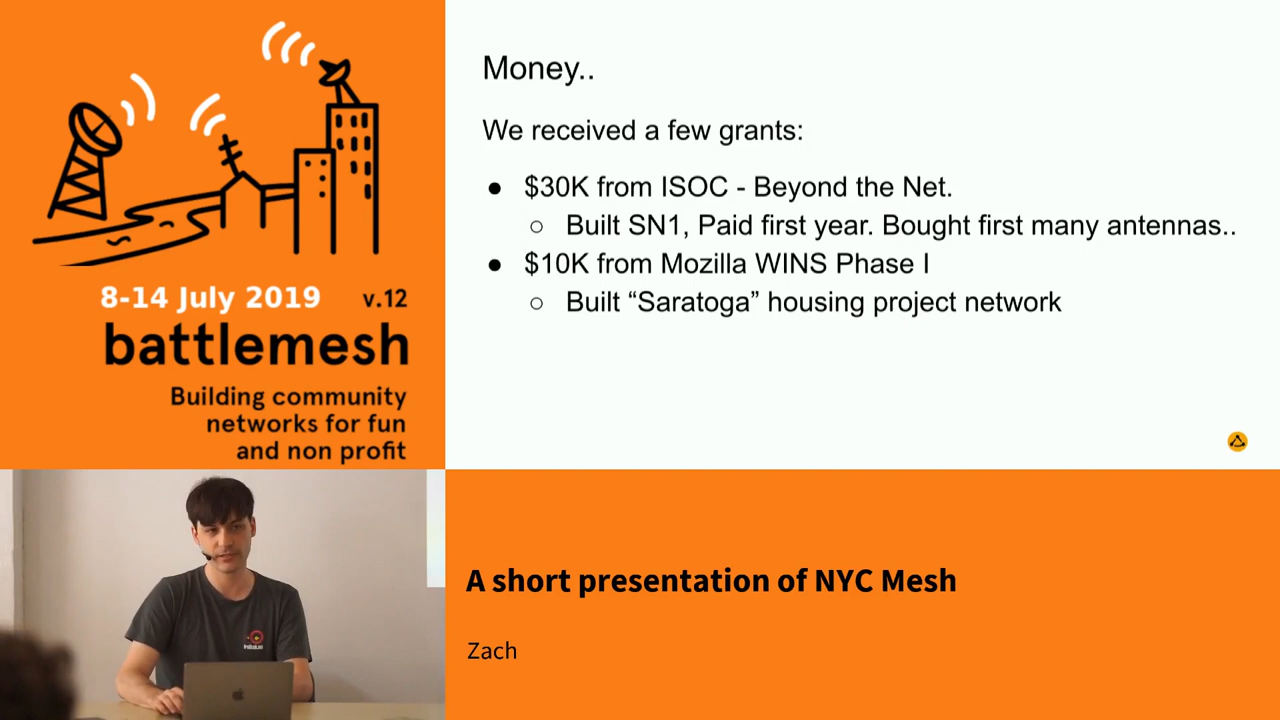 8-14 July 2019 v.12
battlemesh
Building community
networks for fun
and non profit
Money..
We received a few grants:
● $30K from ISOC - Beyond the Net.
○ Built SN1, Paid first year. Bought first many antennas..
● $10K from Mozilla WINS Phase I
○ Built “Saratoga” housing project network
A short presentation of NYC Mesh
Zach